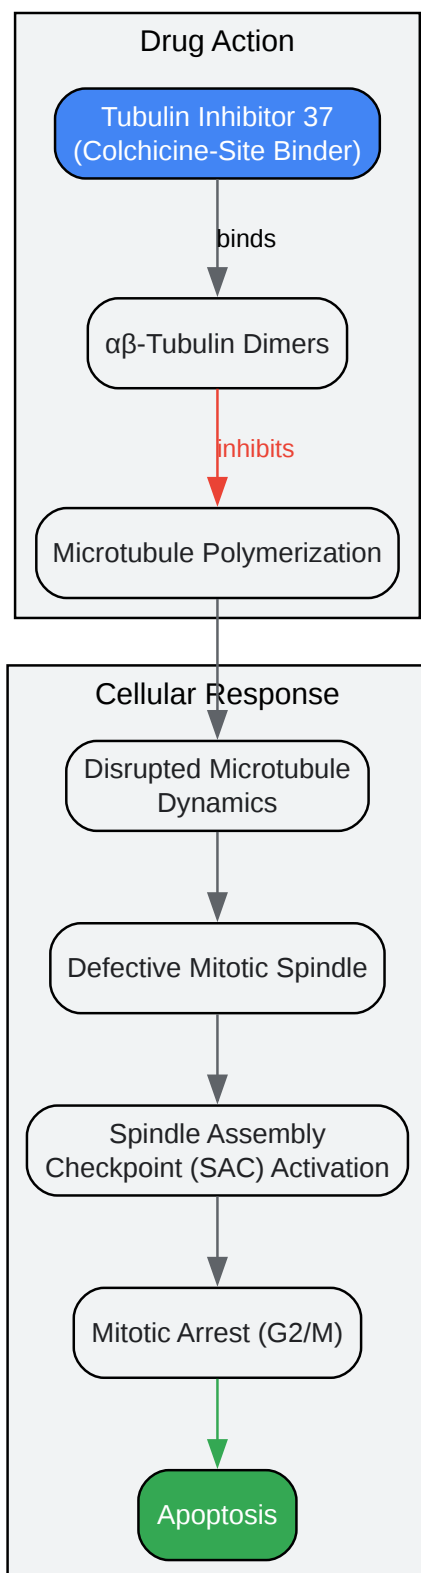 Drug Action
Tubulin Inhibitor 37
(Colchicine-Site Binder)
binds
αβ-Tubulin Dimers
inhibits
Microtubule Polymerization
Cellular Response
Disrupted Microtubule
Dynamics
Defective Mitotic Spindle
Spindle Assembly
Checkpoint (SAC) Activation
Mitotic Arrest (G2/M)
Apoptosis